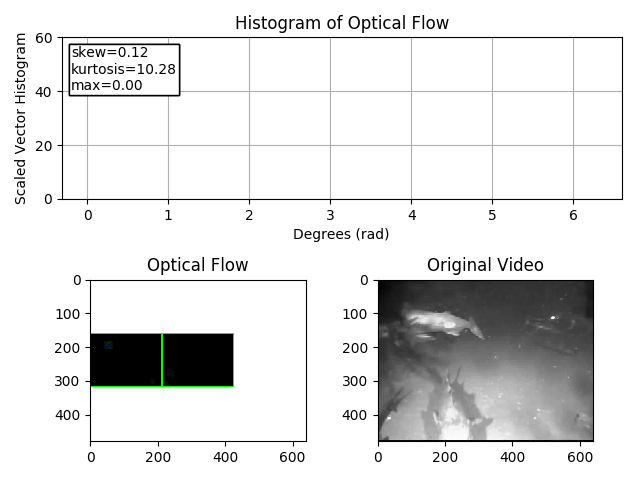 Histogram of Optical Flow
Scaled Vector Histogram
60
40
20
0
skew=0.12
kurtosis=10.28
max=0.00
0 1 2 3 4 5 6
Degrees (rad)
Optical Flow
0
100
200
300
400
0 200 400 600
Original Video
0
100
200
300
400
0 200 400 600